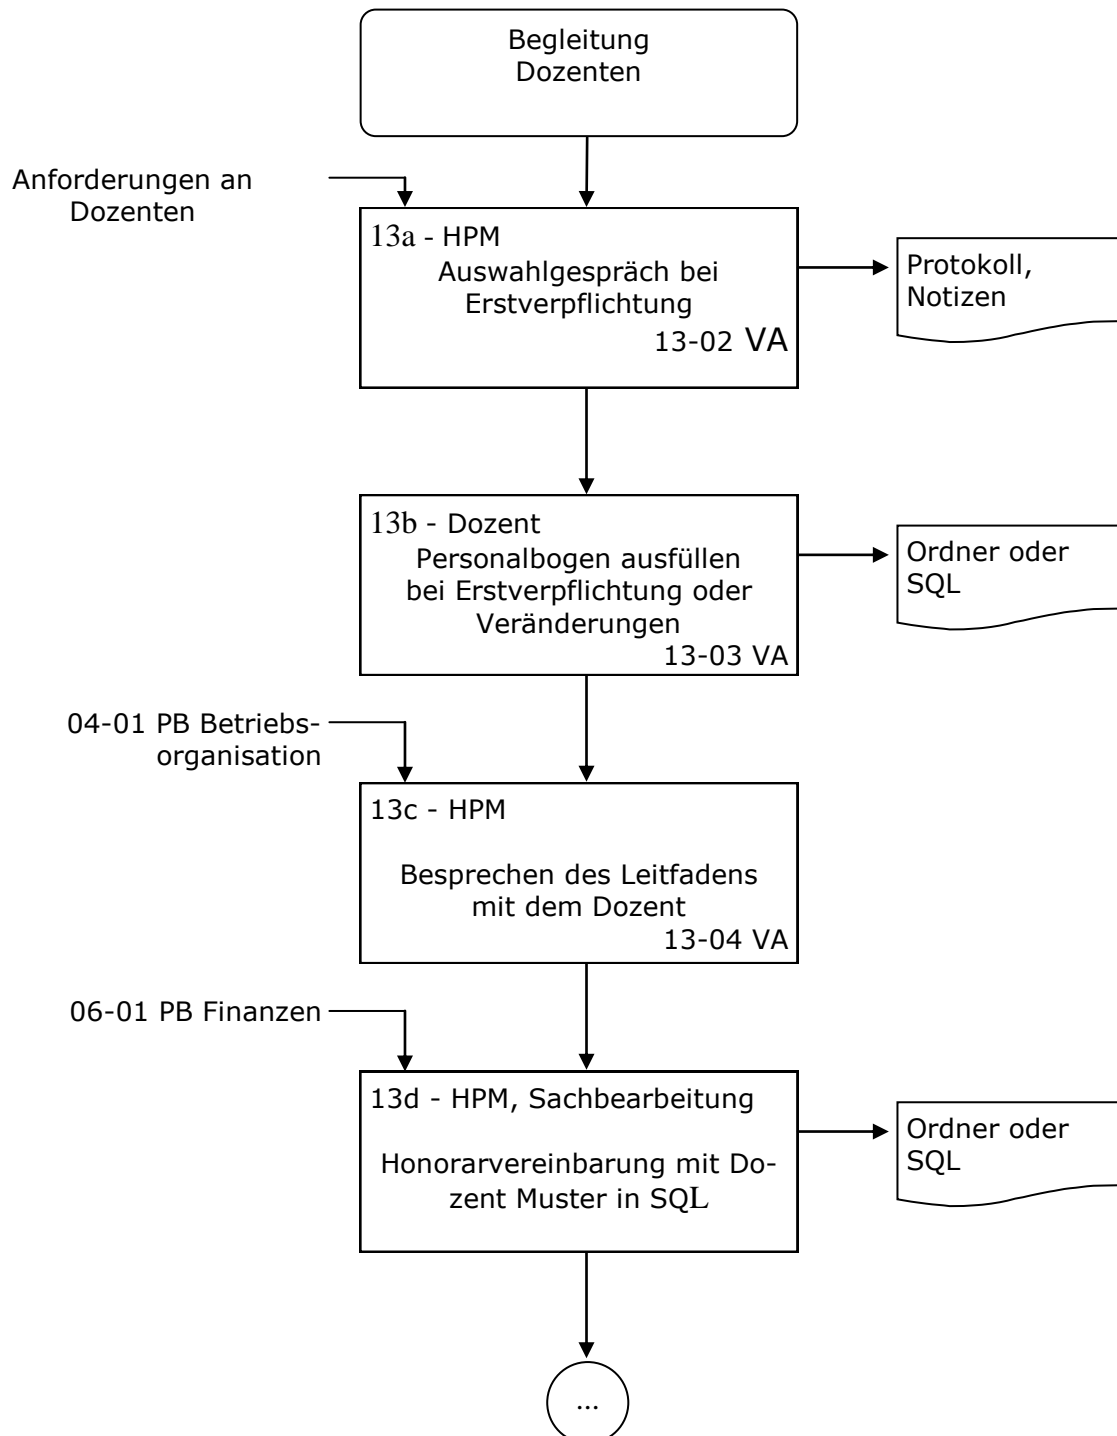 Begleitung
Dozenten
Anforderungen an
Dozenten
13a - HPM
Auswahlgespräch bei
Erstverpflichtung
13-02 VA
Protokoll,
Notizen
13b - Dozent
Personalbogen ausfüllen
bei Erstverpflichtung oder
Veränderungen
13-03 VA
Ordner oder
SQL
04-01 PB Betriebs-
organisation
13c - HPM
Besprechen des Leitfadens
mit dem Dozent
13-04 VA
06-01 PB Finanzen
13d - HPM, Sachbearbeitung
Honorarvereinbarung mit Do-
zent Muster in SQL
Ordner oder
SQL
...